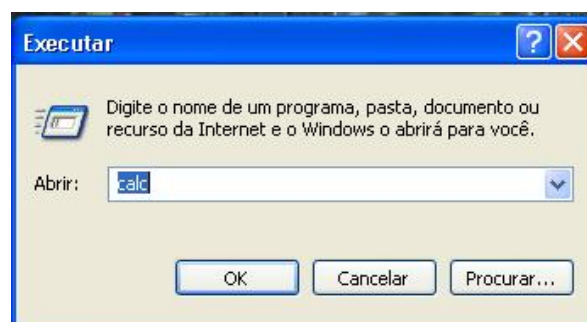 Executar
Digite o nome de um programa, pasta, documento ou
recurso da Internet e o Windows o abrirá para você.
Abrir: calc
OK Cancelar Procurar...